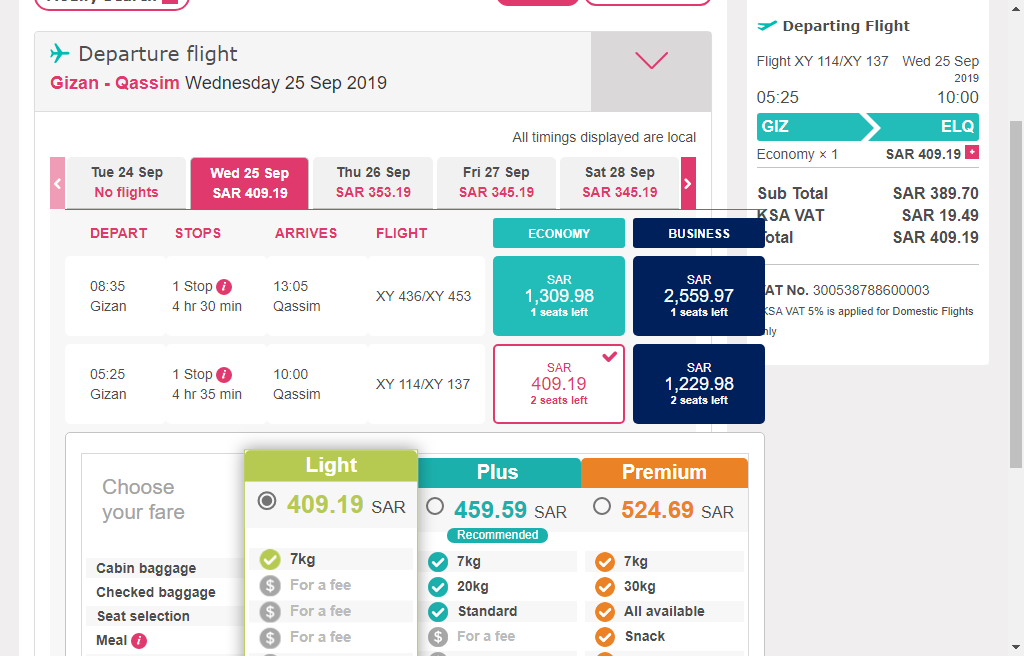 Departure flight
Gizan - Qassim Wednesday 25 Sep 2019
All timings displayed are local
Tue 24 Sep
No flights
Wed 25 Sep
SAR 409.19
Thu 26 Sep
SAR 353.19
Fri 27 Sep
SAR 345.19
Sat 28 Sep
SAR 345.19
DEPART STOPS ARRIVES FLIGHT ECONOMY BUSINESS
08:35
Gizan
1 Stop i
4 hr 30 min
13:05
Qassim
XY 436/XY 453
SAR
1,309.98
1 seats left
SAR
2,559.97
1 seats left
05:25
Gizan
1 Stop i
4 hr 35 min
10:00
Qassim
XY 114/XY 137
SAR
409.19
2 seats left
SAR
1,229.98
2 seats left
Choose
your fare
Cabin baggage
Checked baggage
Seat selection
Meal i
Light
409.19 SAR
7kg
$ For a fee
$ For a fee
$ For a fee
Plus
459.59 SAR
Recommended
7kg
20kg
Standard
$ For a fee
Premium
524.69 SAR
7kg
30kg
All available
Snack
Departing Flight
Flight XY 114/XY 137 Wed 25 Sep
2019
05:25 10:00
GIZ ELQ
Economy × 1 SAR 409.19 +
Sub Total SAR 389.70
KSA VAT SAR 19.49
Total SAR 409.19
VAT No. 300538788600003
KSA VAT 5% is applied for Domestic Flights
only